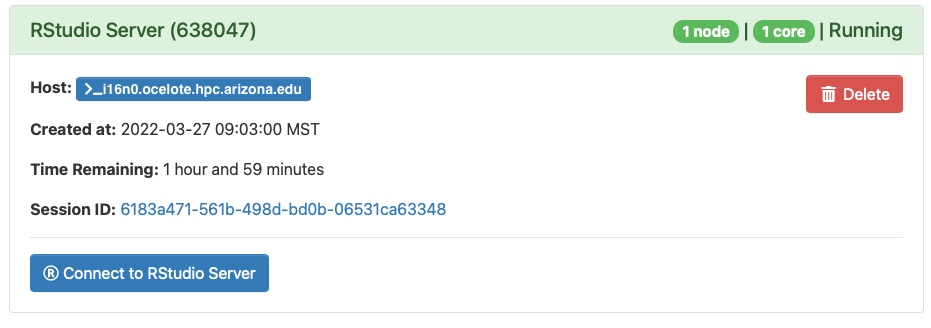 RStudio Server (638047)
1 node | 1 core | Running
Host: >_i16n0.ocelote.hpc.arizona.edu
Delete
Created at: 2022-03-27 09:03:00 MST
Time Remaining: 1 hour and 59 minutes
Session ID: 6183a471-561b-498d-bd0b-06531ca63348
® Connect to RStudio Server